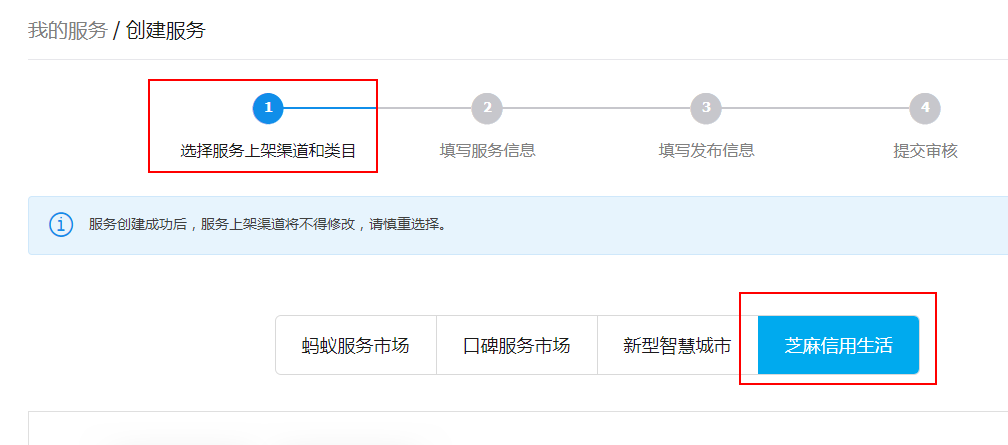 我的服务 / 创建服务
1 2 3 4
选择服务上架渠道和类目 填写服务信息 填写发布信息 提交审核
服务创建成功后，服务上架渠道将不得修改，请慎重选择。
蚂蚁服务市场 口碑服务市场 新型智慧城市 芝麻信用生活